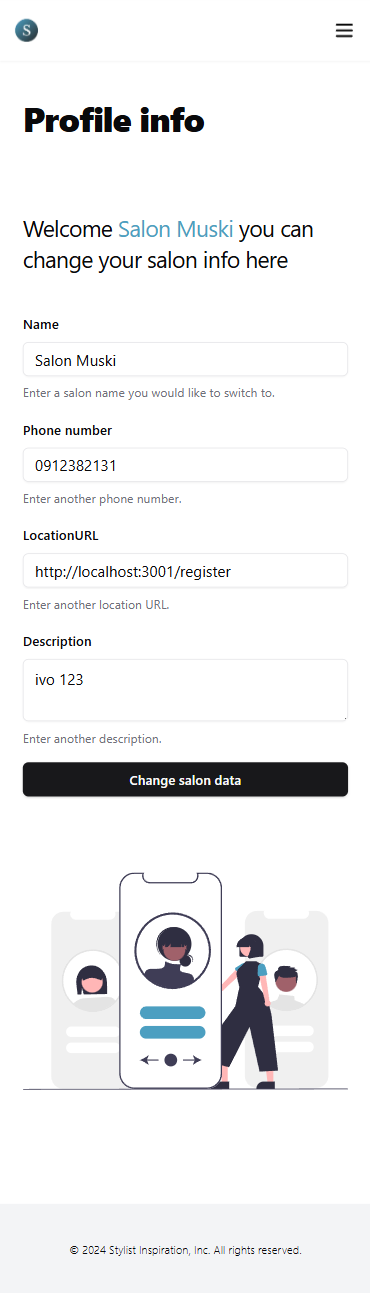 S
Profile info
Welcome Salon Muski you can
change your salon info here
Name
Salon Muski
Enter a salon name you would like to switch to.
Phone number
0912382131
Enter another phone number.
LocationURL
http://localhost:3001/register
Enter another location URL.
Description
ivo 123
Enter another description.
Change salon data
© 2024 Stylist Inspiration, Inc. All rights reserved.